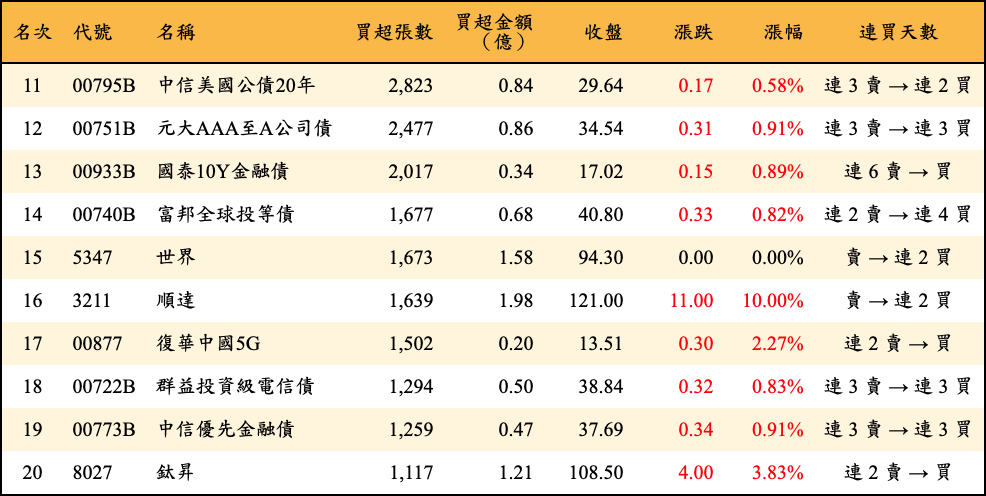 名次 代號 名稱 買超張數 買超金額（億） 收盤 漲跌 漲幅 連買天數
11 00795B 中信美國公債20年 2,823 0.84 29.64 0.17 0.58% 連 3 賣 → 連 2 買
12 00751B 元大AAA至A公司債 2,477 0.86 34.54 0.31 0.91% 連 3 賣 → 連 3 買
13 00933B 國泰10Y金融債 2,017 0.34 17.02 0.15 0.89% 連 6 賣 → 買
14 00740B 富邦全球投等債 1,677 0.68 40.80 0.33 0.82% 連 2 賣 → 連 4 買
15 5347 世界 1,673 1.58 94.30 0.00 0.00% 賣 → 連 2 買
16 3211 順達 1,639 1.98 121.00 11.00 10.00% 賣 → 連 2 買
17 00877 復華中國5G 1,502 0.20 13.51 0.30 2.27% 連 2 賣 → 買
18 00722B 群益投資級電信債 1,294 0.50 38.84 0.32 0.83% 連 3 賣 → 連 3 買
19 00773B 中信優先金融債 1,259 0.47 37.69 0.34 0.91% 連 3 賣 → 連 3 買
20 8027 鈦昇 1,117 1.21 108.50 4.00 3.83% 連 2 賣 → 買